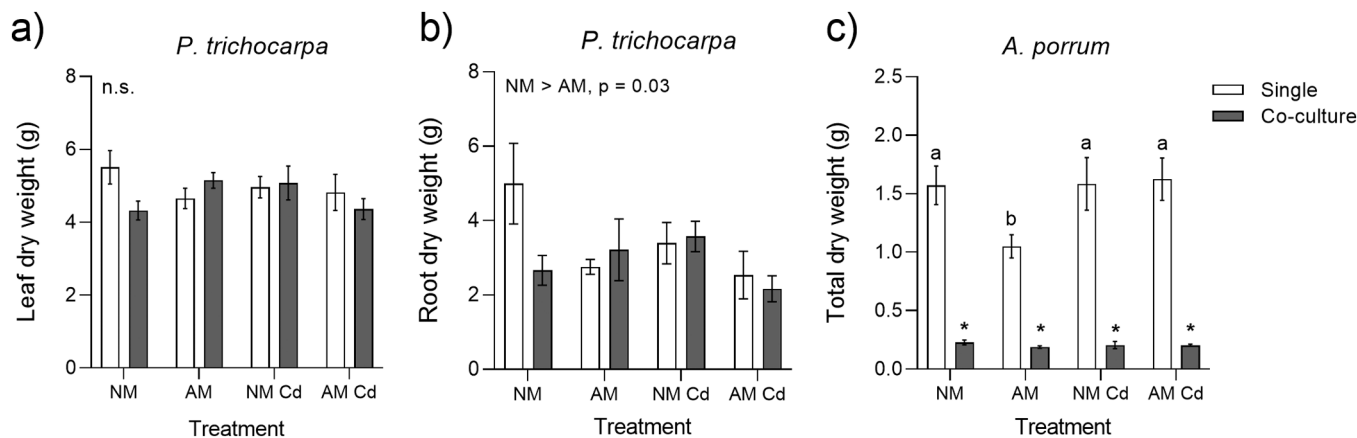 a)
P. trichocarpa
n.s.
Leaf dry weight (g)
8
6
4
2
0
NM AM NM Cd AM Cd
Treatment
b)
P. trichocarpa
NM > AM, p = 0.03
Root dry weight (g)
8
6
4
2
0
NM AM NM Cd AM Cd
Treatment
c)
A. porrum
Total dry weight (g)
2.5
2.0
1.5
1.0
0.5
0.0
a b a a
* * * *
NM AM NM Cd AM Cd
Treatment
Single
Co-culture